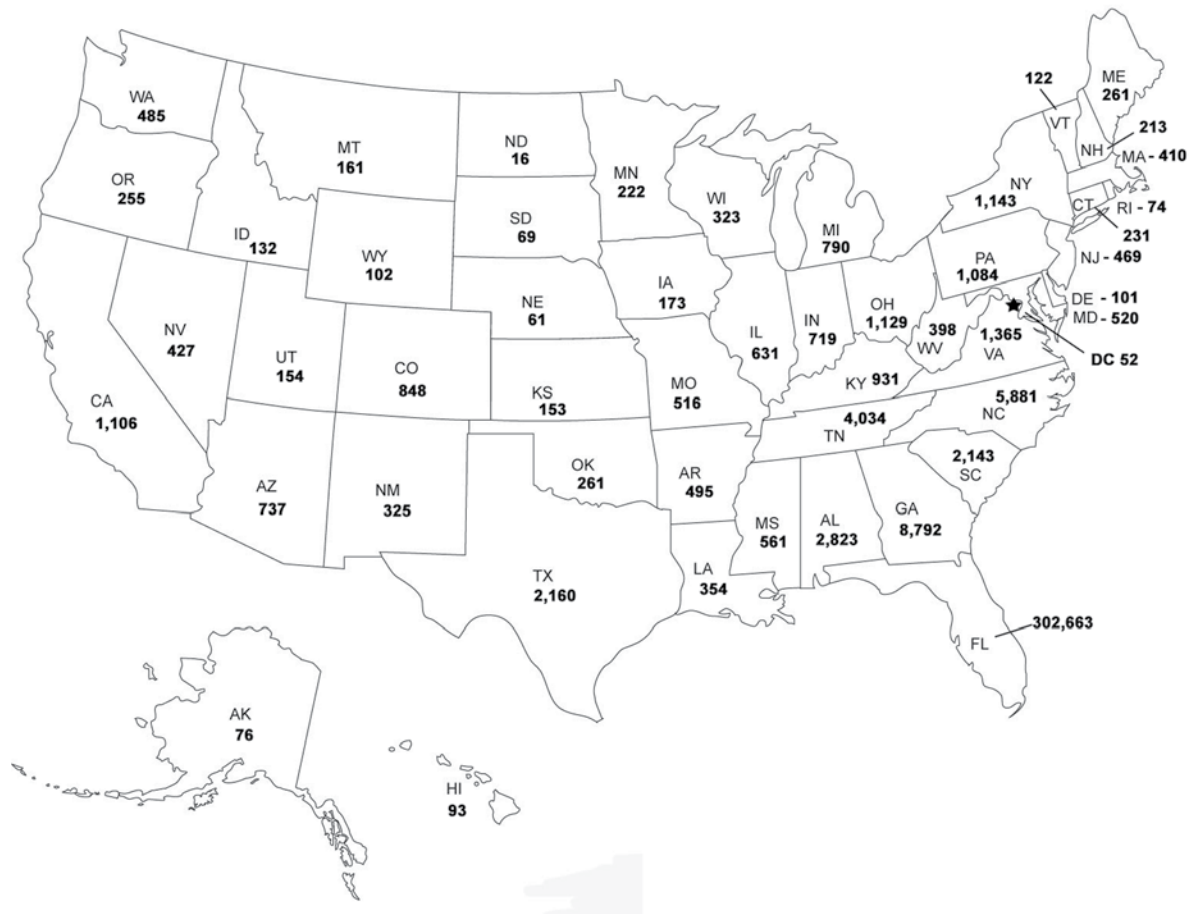 WA
485
OR
255
CA
1,106
NV
427
ID
132
MT
161
WY
102
UT
154
CO
848
AZ
737
NM
325
ND
16
SD
69
NE
61
KS
153
OK
261
TX
2,160
MN
222
IA
173
MO
516
AR
495
LA
354
WI
323
IL
631
MI
790
IN
719
OH
1,129
KY 931
4,034
TN
MS
561
AL
2,823
GA
8,792
302,663
FL
2,143
SC
5,881
NC
1,365
VA
398
WV
DC 52
PA
1,084
NY
1,143
122
VT
ME
261
213
NH
MA - 410
CT
RI - 74
231
NJ - 469
DE - 101
MD - 520
AK
76
HI
93